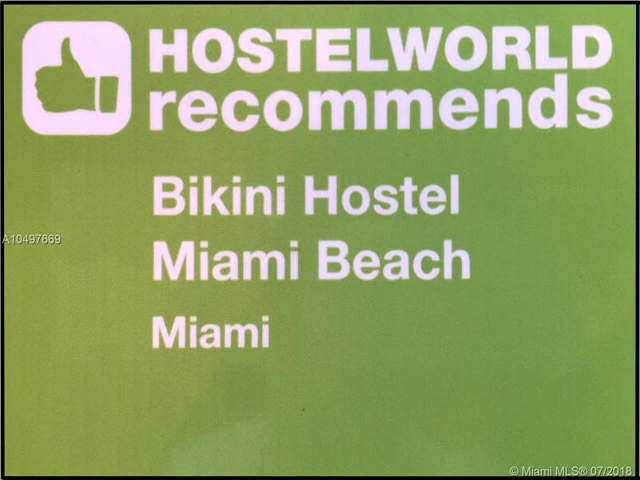 HOSTELWORLD
recommends
Bikini Hostel
Miami Beach
Miami
A10497669
© Miami MLS® 07/2018